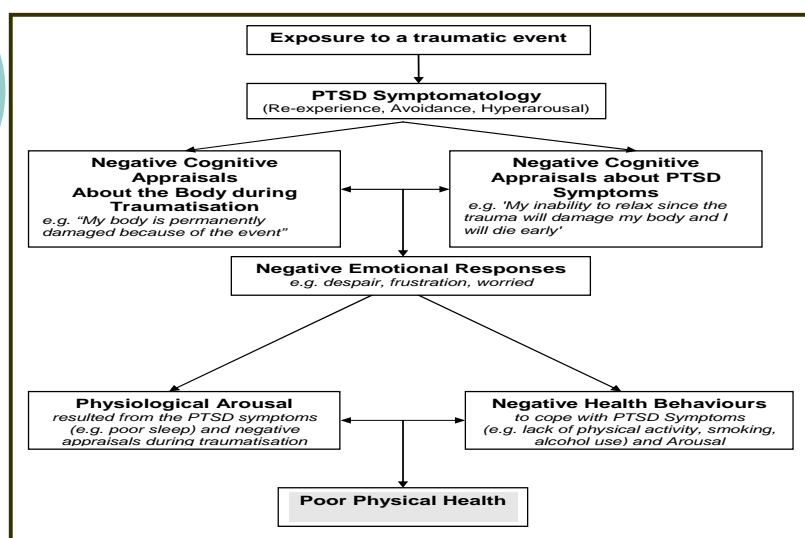 Exposure to a traumatic event
PTSD Symptomatology
(Re-experience, Avoidance, Hyperarousal)
Negative Cognitive
Appraisals
About the Body during
Traumatisation
e.g. “My body is permanently
damaged because of the event”
Negative Cognitive
Appraisals about PTSD
Symptoms
e.g. 'My inability to relax since the
trauma will damage my body and I
will die early'
Negative Emotional Responses
e.g. despair, frustration, worried
Physiological Arousal
resulted from the PTSD symptoms
(e.g. poor sleep) and negative
appraisals during traumatisation
Negative Health Behaviours
to cope with PTSD Symptoms
(e.g. lack of physical activity, smoking,
alcohol use) and Arousal
Poor Physical Health